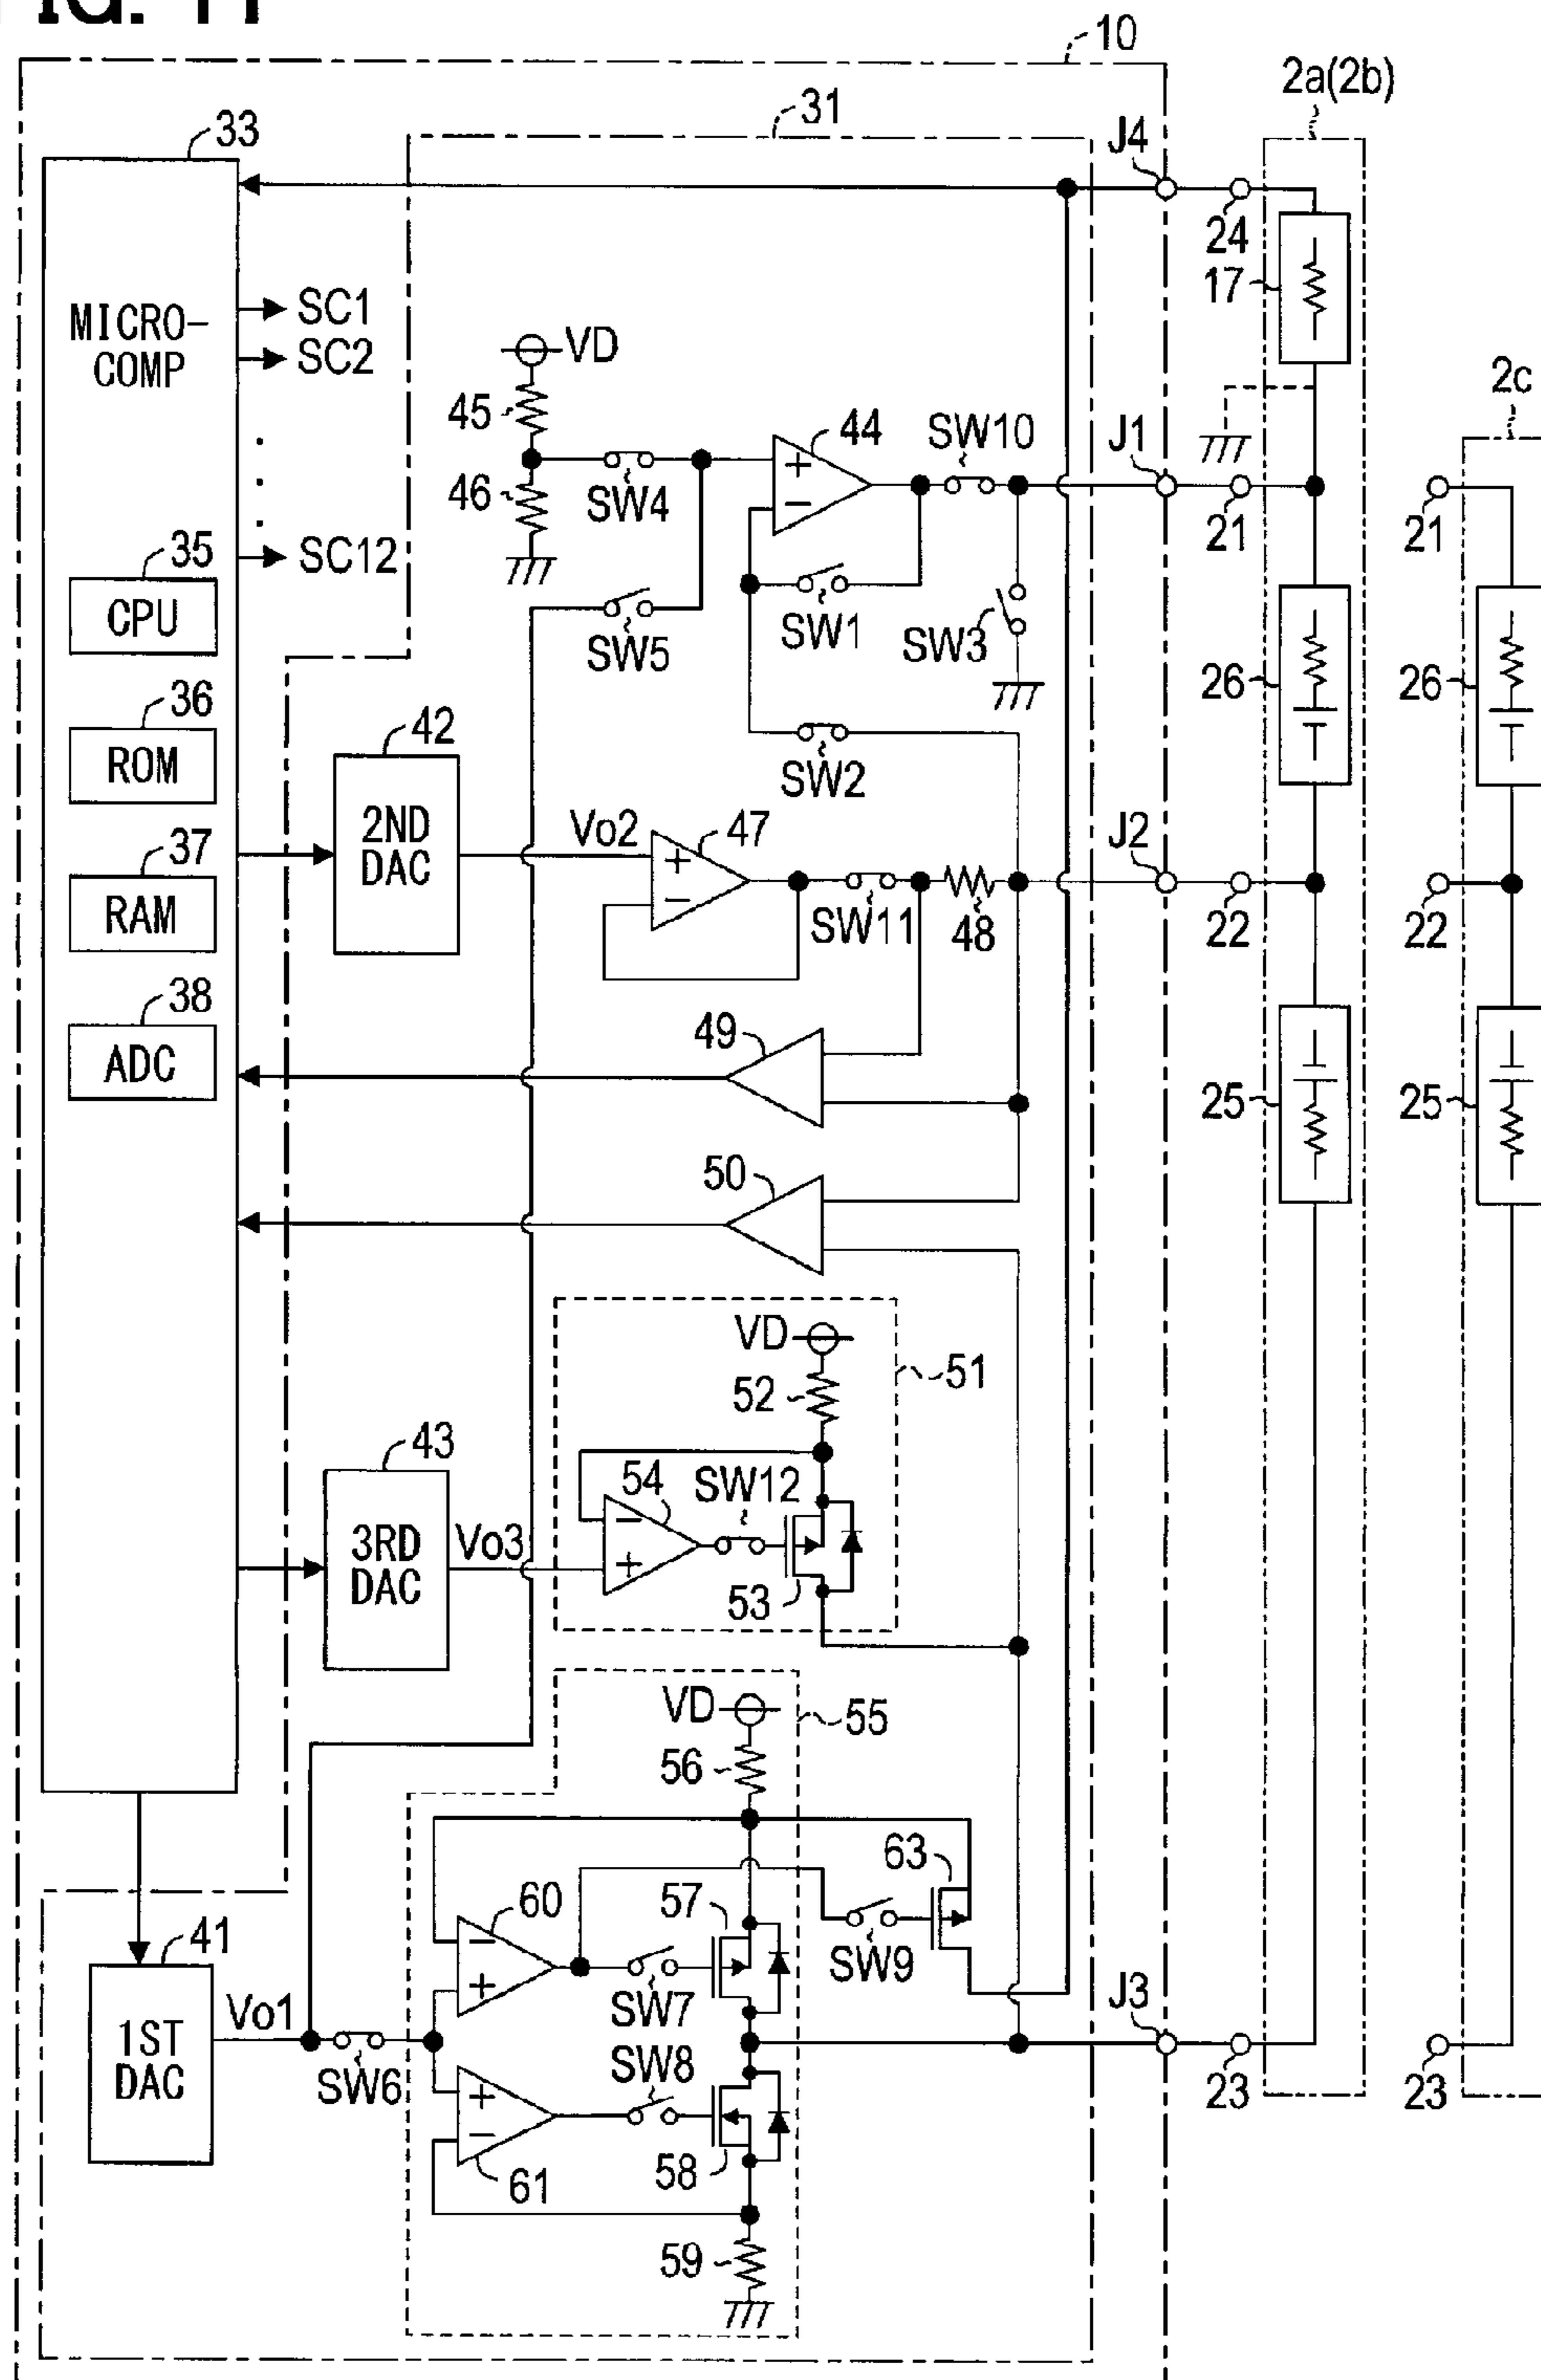 FIG. 11
10
2a(2b)
31
33
J4
24
17
MICRO-
COMP
SC1
SC2
SC12
VD
45
46
SW4
44
SW10
J1
21
2c
21
35
CPU
SW5
SW1
SW3
26
26
36
ROM
42
2ND
DAC
SW2
Vo2
47
J2
37
RAM
SW11
48
22
22
38
ADC
49
25
25
50
VD
51
52
43
3RD
DAC
Vo3
54
SW12
53
VD
55
56
63
60
57
SW9
SW7
41
1ST
DAC
Vo1
SW6
SW8
J3
23
23
61
58
59